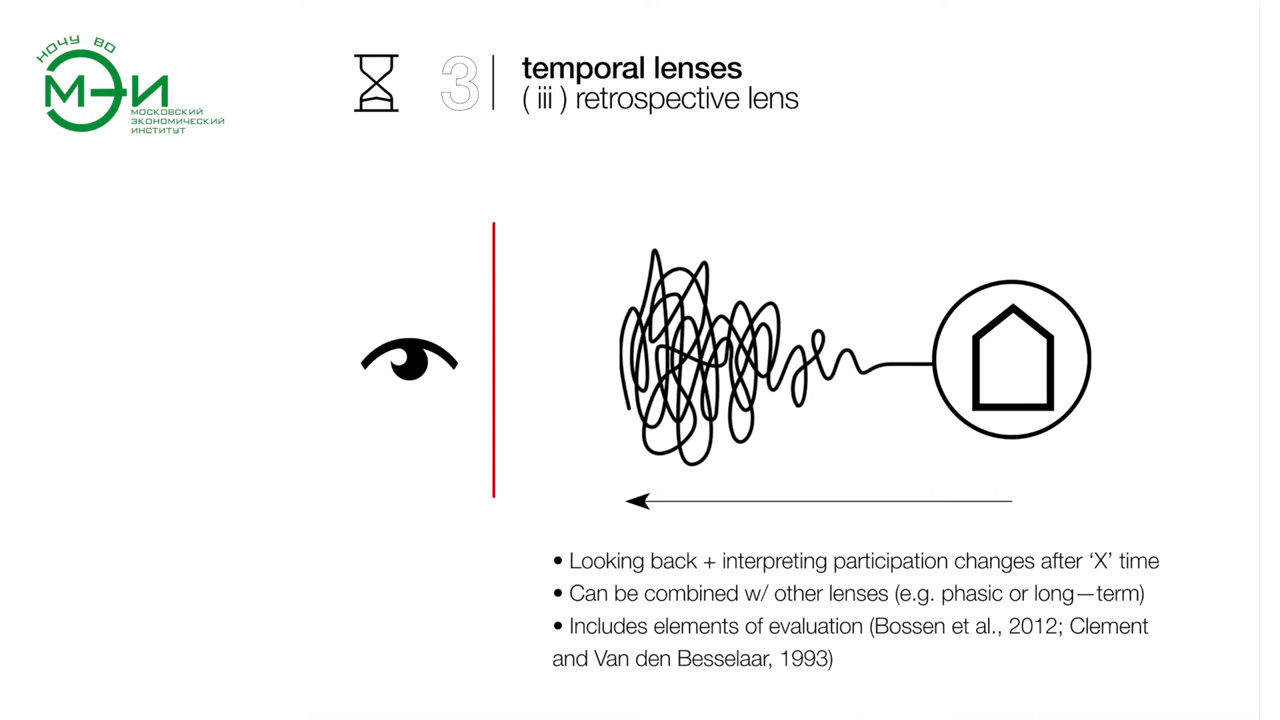 НОЧУ ВО
МЭИ
МОСКОВСКИЙ
ЭКОНОМИЧЕСКИЙ
ИНСТИТУТ
3
temporal lenses
( iii ) retrospective lens
• Looking back + interpreting participation changes after ‘X’ time
• Can be combined w/ other lenses (e.g. phasic or long—term)
• Includes elements of evaluation (Bossen et al., 2012; Clement
and Van den Besselaar, 1993)